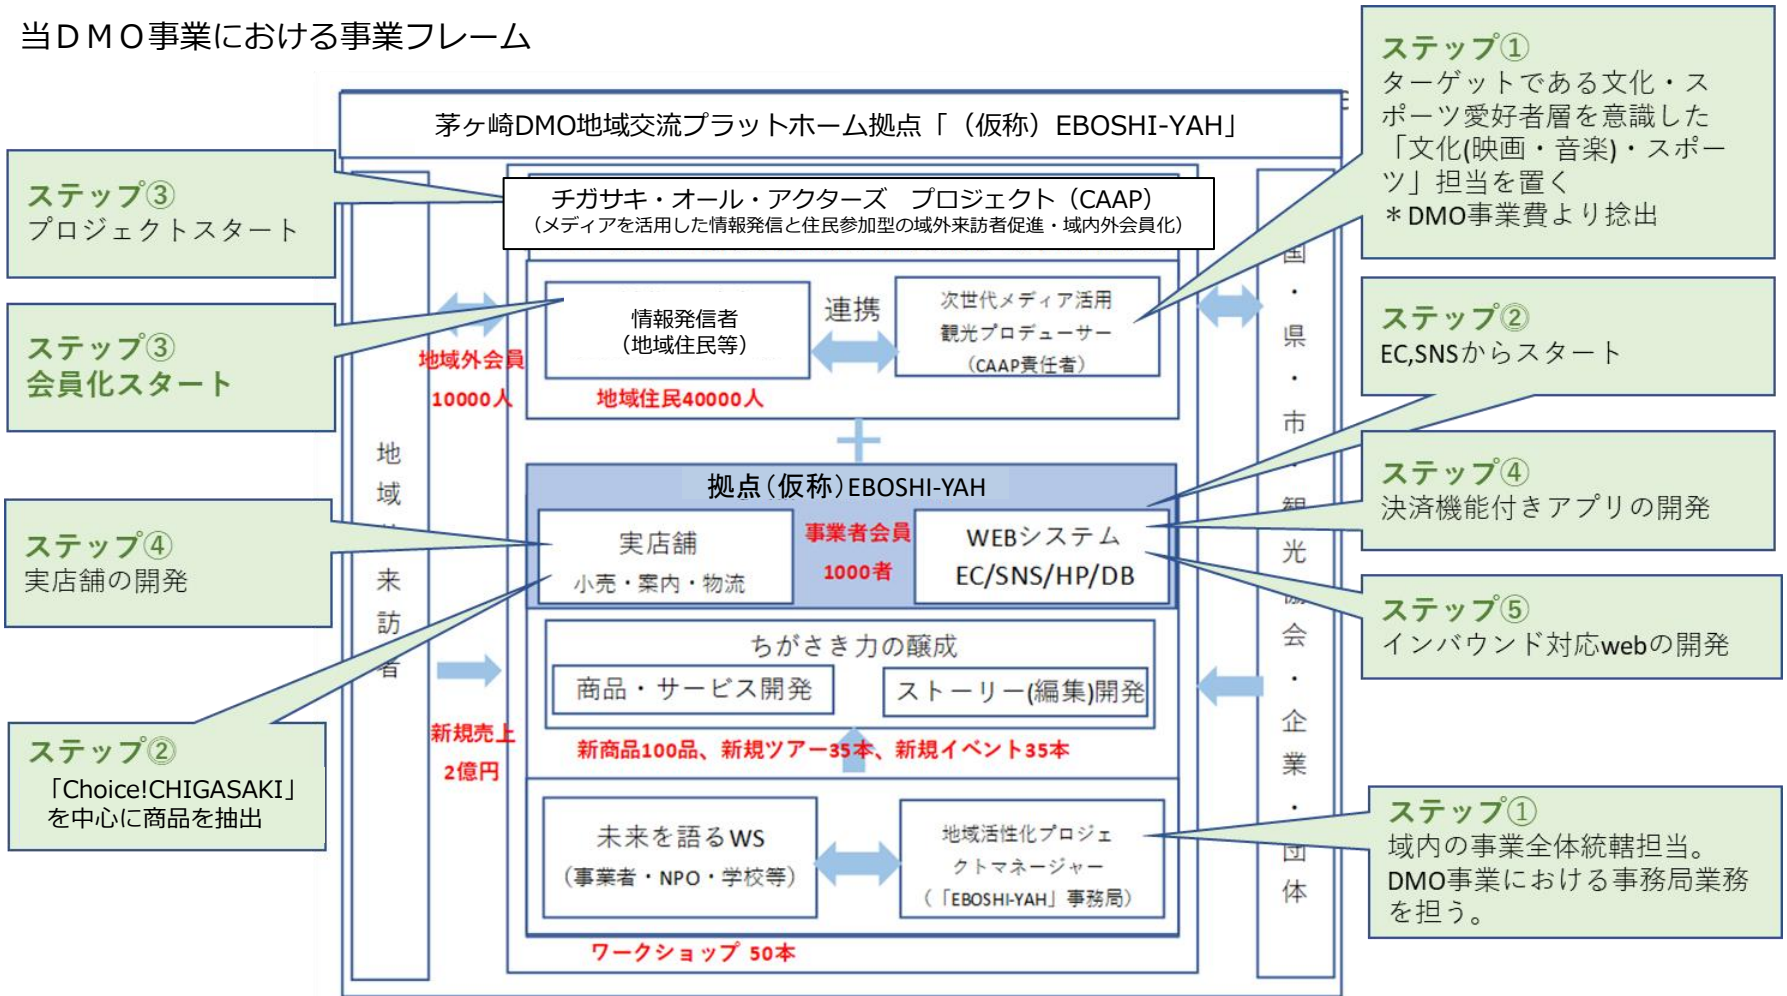 当ＤＭＯ事業における事業フレーム
茅ヶ崎DMO地域交流プラットホーム拠点「（仮称）EBOSHI-YAH」
チガサキ・オール・アクターズ　プロジェクト（CAAP）
（メディアを活用した情報発信と住民参加型の域外来訪者促進・域内外会員化）
ステップ①
ターゲットである文化・ス
ポーツ愛好者層を意識した
「文化(映画・音楽)・スポー
ツ」担当を置く
＊DMO事業費より捻出
ステップ③
プロジェクトスタート
ステップ③
会員化スタート
情報発信者
（地域住民等）
連携
次世代メディア活用
観光プロデューサー
（CAAP責任者）
ステップ②
EC,SNSからスタート
地域外会員
10000人
地域住民40000人
＋
拠点（仮称）EBOSHI-YAH
実店舗
小売・案内・物流
事業者会員
1000者
WEBシステム
EC/SNS/HP/DB
ステップ④
決済機能付きアプリの開発
ステップ④
実店舗の開発
ステップ⑤
インバウンド対応webの開発
ちがさき力の醸成
商品・サービス開発
ストーリー(編集)開発
新規売上
2億円
新商品100品、新規ツアー35本、新規イベント35本
ステップ②
「Choice!CHIGASAKI」
を中心に商品を抽出
未来を語るWS
（事業者・NPO・学校等）
地域活性化プロジェ
クトマネージャー
（「EBOSHI-YAH」事務局）
ステップ①
域内の事業全体統轄担当。
DMO事業における事務局業務
を担う。
ワークショップ 50本
地域来訪者
国・県・市観光協会・企業・団体